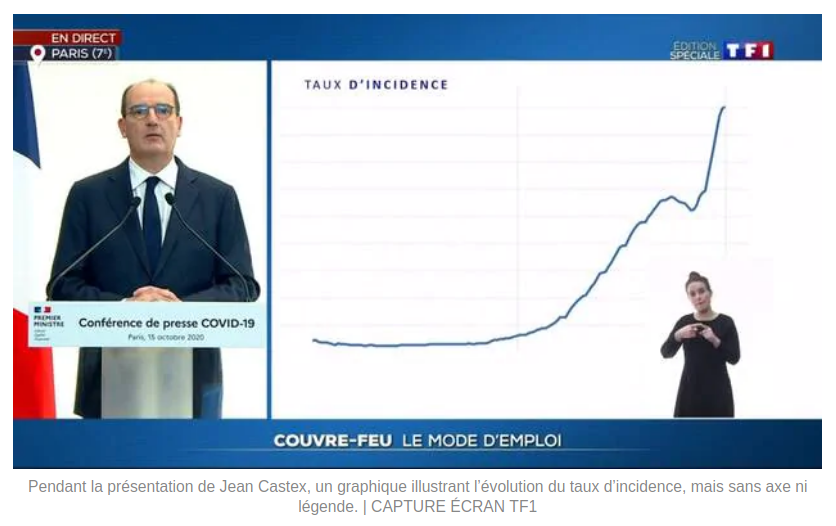 EN DIRECT
PARIS (7e)
ÉDITION
SPÉCIALE TF1
TAUX D'INCIDENCE
PREMIER
MINISTRE
Conférence de presse COVID-19
Paris, 15 octobre 2020
COUVRE-FEU LE MODE D'EMPLOI
Pendant la présentation de Jean Castex, un graphique illustrant l'évolution du taux d'incidence, mais sans axe ni
légende. | CAPTURE ÉCRAN TF1